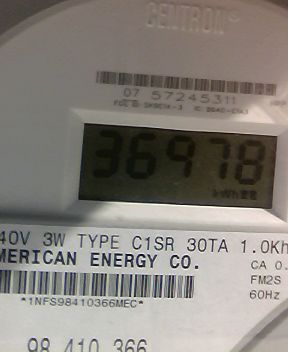 CENTRON®
07 57245311
36978
kWh
40V 3W TYPE C1SR 30TA 1.0Kh
MERICAN ENERGY CO.
CA 0.
FM2S
60Hz
*1NFS98410366MEC*
98 410 366